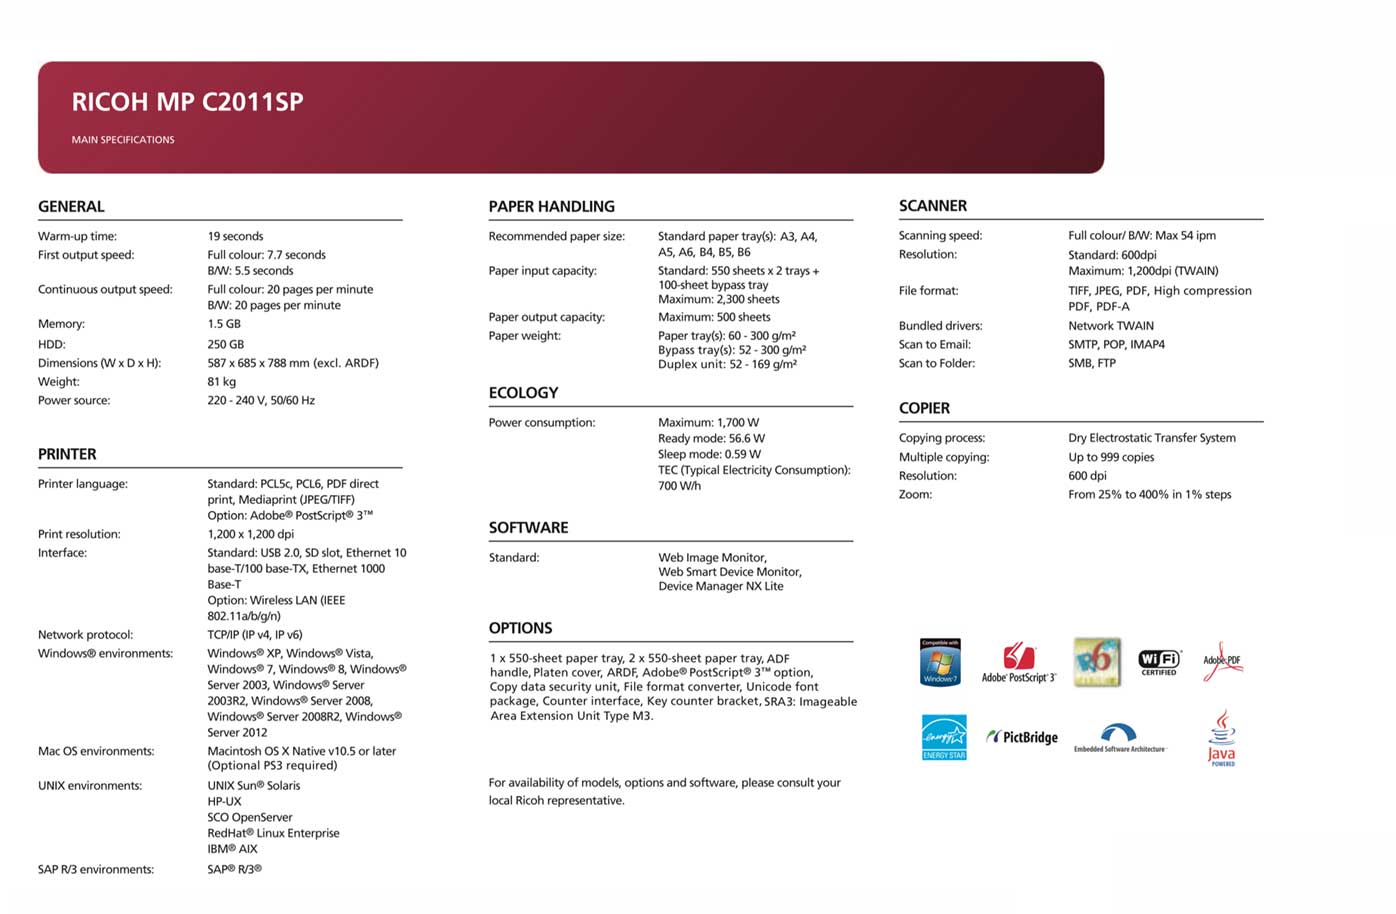 RICOH MP C2011SP
MAIN SPECIFICATIONS
GENERAL
Warm-up time: 19 seconds
First output speed: Full colour: 7.7 seconds
B/W: 5.5 seconds
Continuous output speed: Full colour: 20 pages per minute
B/W: 20 pages per minute
Memory: 1.5 GB
HDD: 250 GB
Dimensions (W x D x H): 587 x 685 x 788 mm (excl. ARDF)
Weight: 81 kg
Power source: 220 - 240 V, 50/60 Hz
PRINTER
Printer language: Standard: PCL5c, PCL6, PDF direct
print, Mediaprint (JPEG/TIFF)
Option: Adobe® PostScript® 3™
Print resolution: 1,200 x 1,200 dpi
Interface: Standard: USB 2.0, SD slot, Ethernet 10
base-T/100 base-TX, Ethernet 1000
Base-T
Option: Wireless LAN (IEEE
802.11a/b/g/n)
Network protocol: TCP/IP (IP v4, IP v6)
Windows® environments: Windows® XP, Windows® Vista,
Windows® 7, Windows® 8, Windows®
Server 2003, Windows® Server
2003R2, Windows® Server 2008,
Windows® Server 2008R2, Windows®
Server 2012
Mac OS environments: Macintosh OS X Native v10.5 or later
(Optional PS3 required)
UNIX environments: UNIX Sun® Solaris
HP-UX
SCO OpenServer
RedHat® Linux Enterprise
IBM® AIX
SAP R/3 environments: SAP® R/3®
PAPER HANDLING
Recommended paper size: Standard paper tray(s): A3, A4,
A5, A6, B4, B5, B6
Paper input capacity: Standard: 550 sheets x 2 trays +
100-sheet bypass tray
Maximum: 2,300 sheets
Paper output capacity: Maximum: 500 sheets
Paper weight: Paper tray(s): 60 - 300 g/m²
Bypass tray(s): 52 - 300 g/m²
Duplex unit: 52 - 169 g/m²
ECOLOGY
Power consumption: Maximum: 1,700 W
Ready mode: 56.6 W
Sleep mode: 0.59 W
TEC (Typical Electricity Consumption):
700 W/h
SOFTWARE
Standard: Web Image Monitor,
Web Smart Device Monitor,
Device Manager NX Lite
OPTIONS
1 x 550-sheet paper tray, 2 x 550-sheet paper tray, ADF
handle, Platen cover, ARDF, Adobe® PostScript® 3™ option,
Copy data security unit, File format converter, Unicode font
package, Counter interface, Key counter bracket, SRA3: Imageable
Area Extension Unit Type M3.
For availability of models, options and software, please consult your
local Ricoh representative.
SCANNER
Scanning speed: Full colour/ B/W: Max 54 ipm
Resolution: Standard: 600dpi
Maximum: 1,200dpi (TWAIN)
File format: TIFF, JPEG, PDF, High compression
PDF, PDF-A
Bundled drivers: Network TWAIN
Scan to Email: SMTP, POP, IMAP4
Scan to Folder: SMB, FTP
COPIER
Copying process: Dry Electrostatic Transfer System
Multiple copying: Up to 999 copies
Resolution: 600 dpi
Zoom: From 25% to 400% in 1% steps
Compatible with
Windows 7
Adobe® PostScript® 3™
R6
Wi Fi
CERTIFIED
Adobe PDF
energy
ENERGY STAR
PictBridge
Embedded Software Architecture™
Java
POWERED